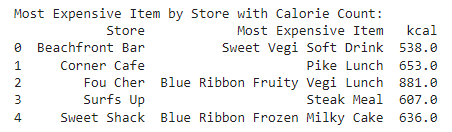 Most Expensive Item by Store with Calorie Count:
Store Most Expensive Item kcal
0 Beachfront Bar Sweet Vegi Soft Drink 538.0
1 Corner Cafe Pike Lunch 653.0
2 Fou Cher Blue Ribbon Fruity Vegi Lunch 881.0
3 Surfs Up Steak Meal 607.0
4 Sweet Shack Blue Ribbon Frozen Milky Cake 636.0